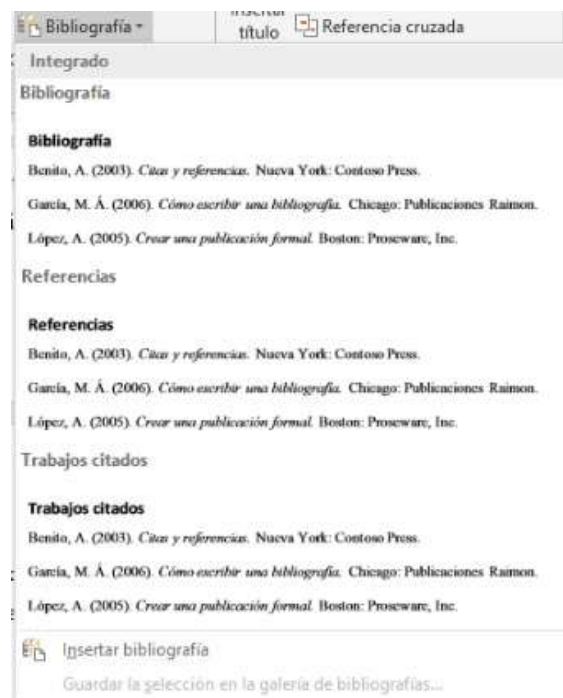 Bibliografía
título
Referencia cruzada
Integrado
Bibliografía
Bibliografía
Benito, A. (2003). Citas y referencias. Nueva York: Contoso Press.
García, M. Á. (2006). Cómo escribir una bibliografía. Chicago: Publicaciones Raimon.
López, A. (2005). Crear una publicación formal. Boston: Proseware, Inc.
Referencias
Referencias
Benito, A. (2003). Citas y referencias. Nueva York: Contoso Press.
García, M. Á. (2006). Cómo escribir una bibliografía. Chicago: Publicaciones Raimon.
López, A. (2005). Crear una publicación formal. Boston: Proseware, Inc.
Trabajos citados
Trabajos citados
Benito, A. (2003). Citas y referencias. Nueva York: Contoso Press.
García, M. Á. (2006). Cómo escribir una bibliografía. Chicago: Publicaciones Raimon.
López, A. (2005). Crear una publicación formal. Boston: Proseware, Inc.
Insertar bibliografía
Guardar la selección en la galería de bibliografías...